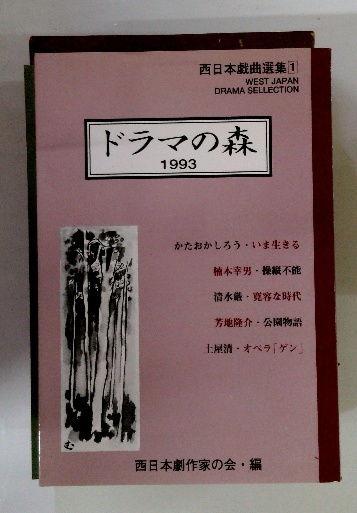 西日本戯曲選集1
WEST JAPAN
DRAMA SELLECTION
ドラマの森
1993
かたおかしろう・いま生きる
楠本幸男・操縦不能
清水巌・寛容な時代
芳地隆介・公園物語
土屋清・オペラ「ゲン」
む
西日本劇作家の会・編